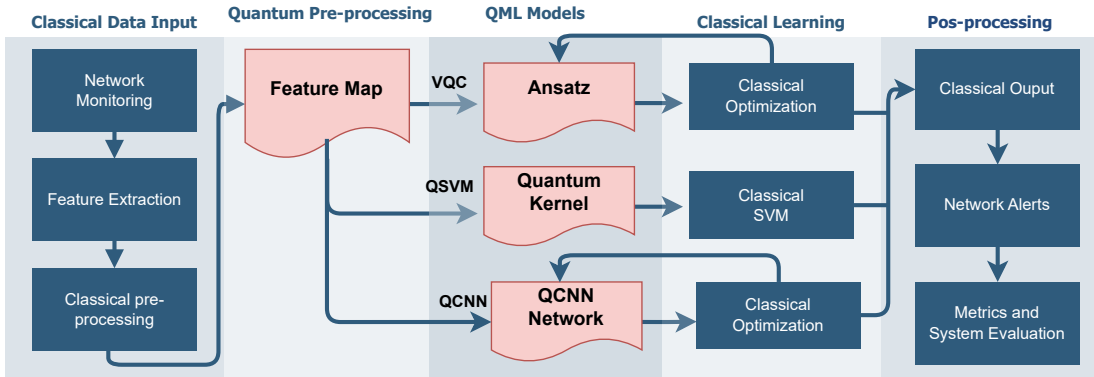 Classical Data Input
Quantum Pre-processing
QML Models
Classical Learning
Pos-processing
Network
Monitoring
Feature Extraction
Classical pre-
processing
Feature Map
VQC
QSVM
QCNN
Ansatz
Quantum
Kernel
QCNN
Network
Classical
Optimization
Classical
SVM
Classical
Optimization
Classical Ouput
Network Alerts
Metrics and
System Evaluation